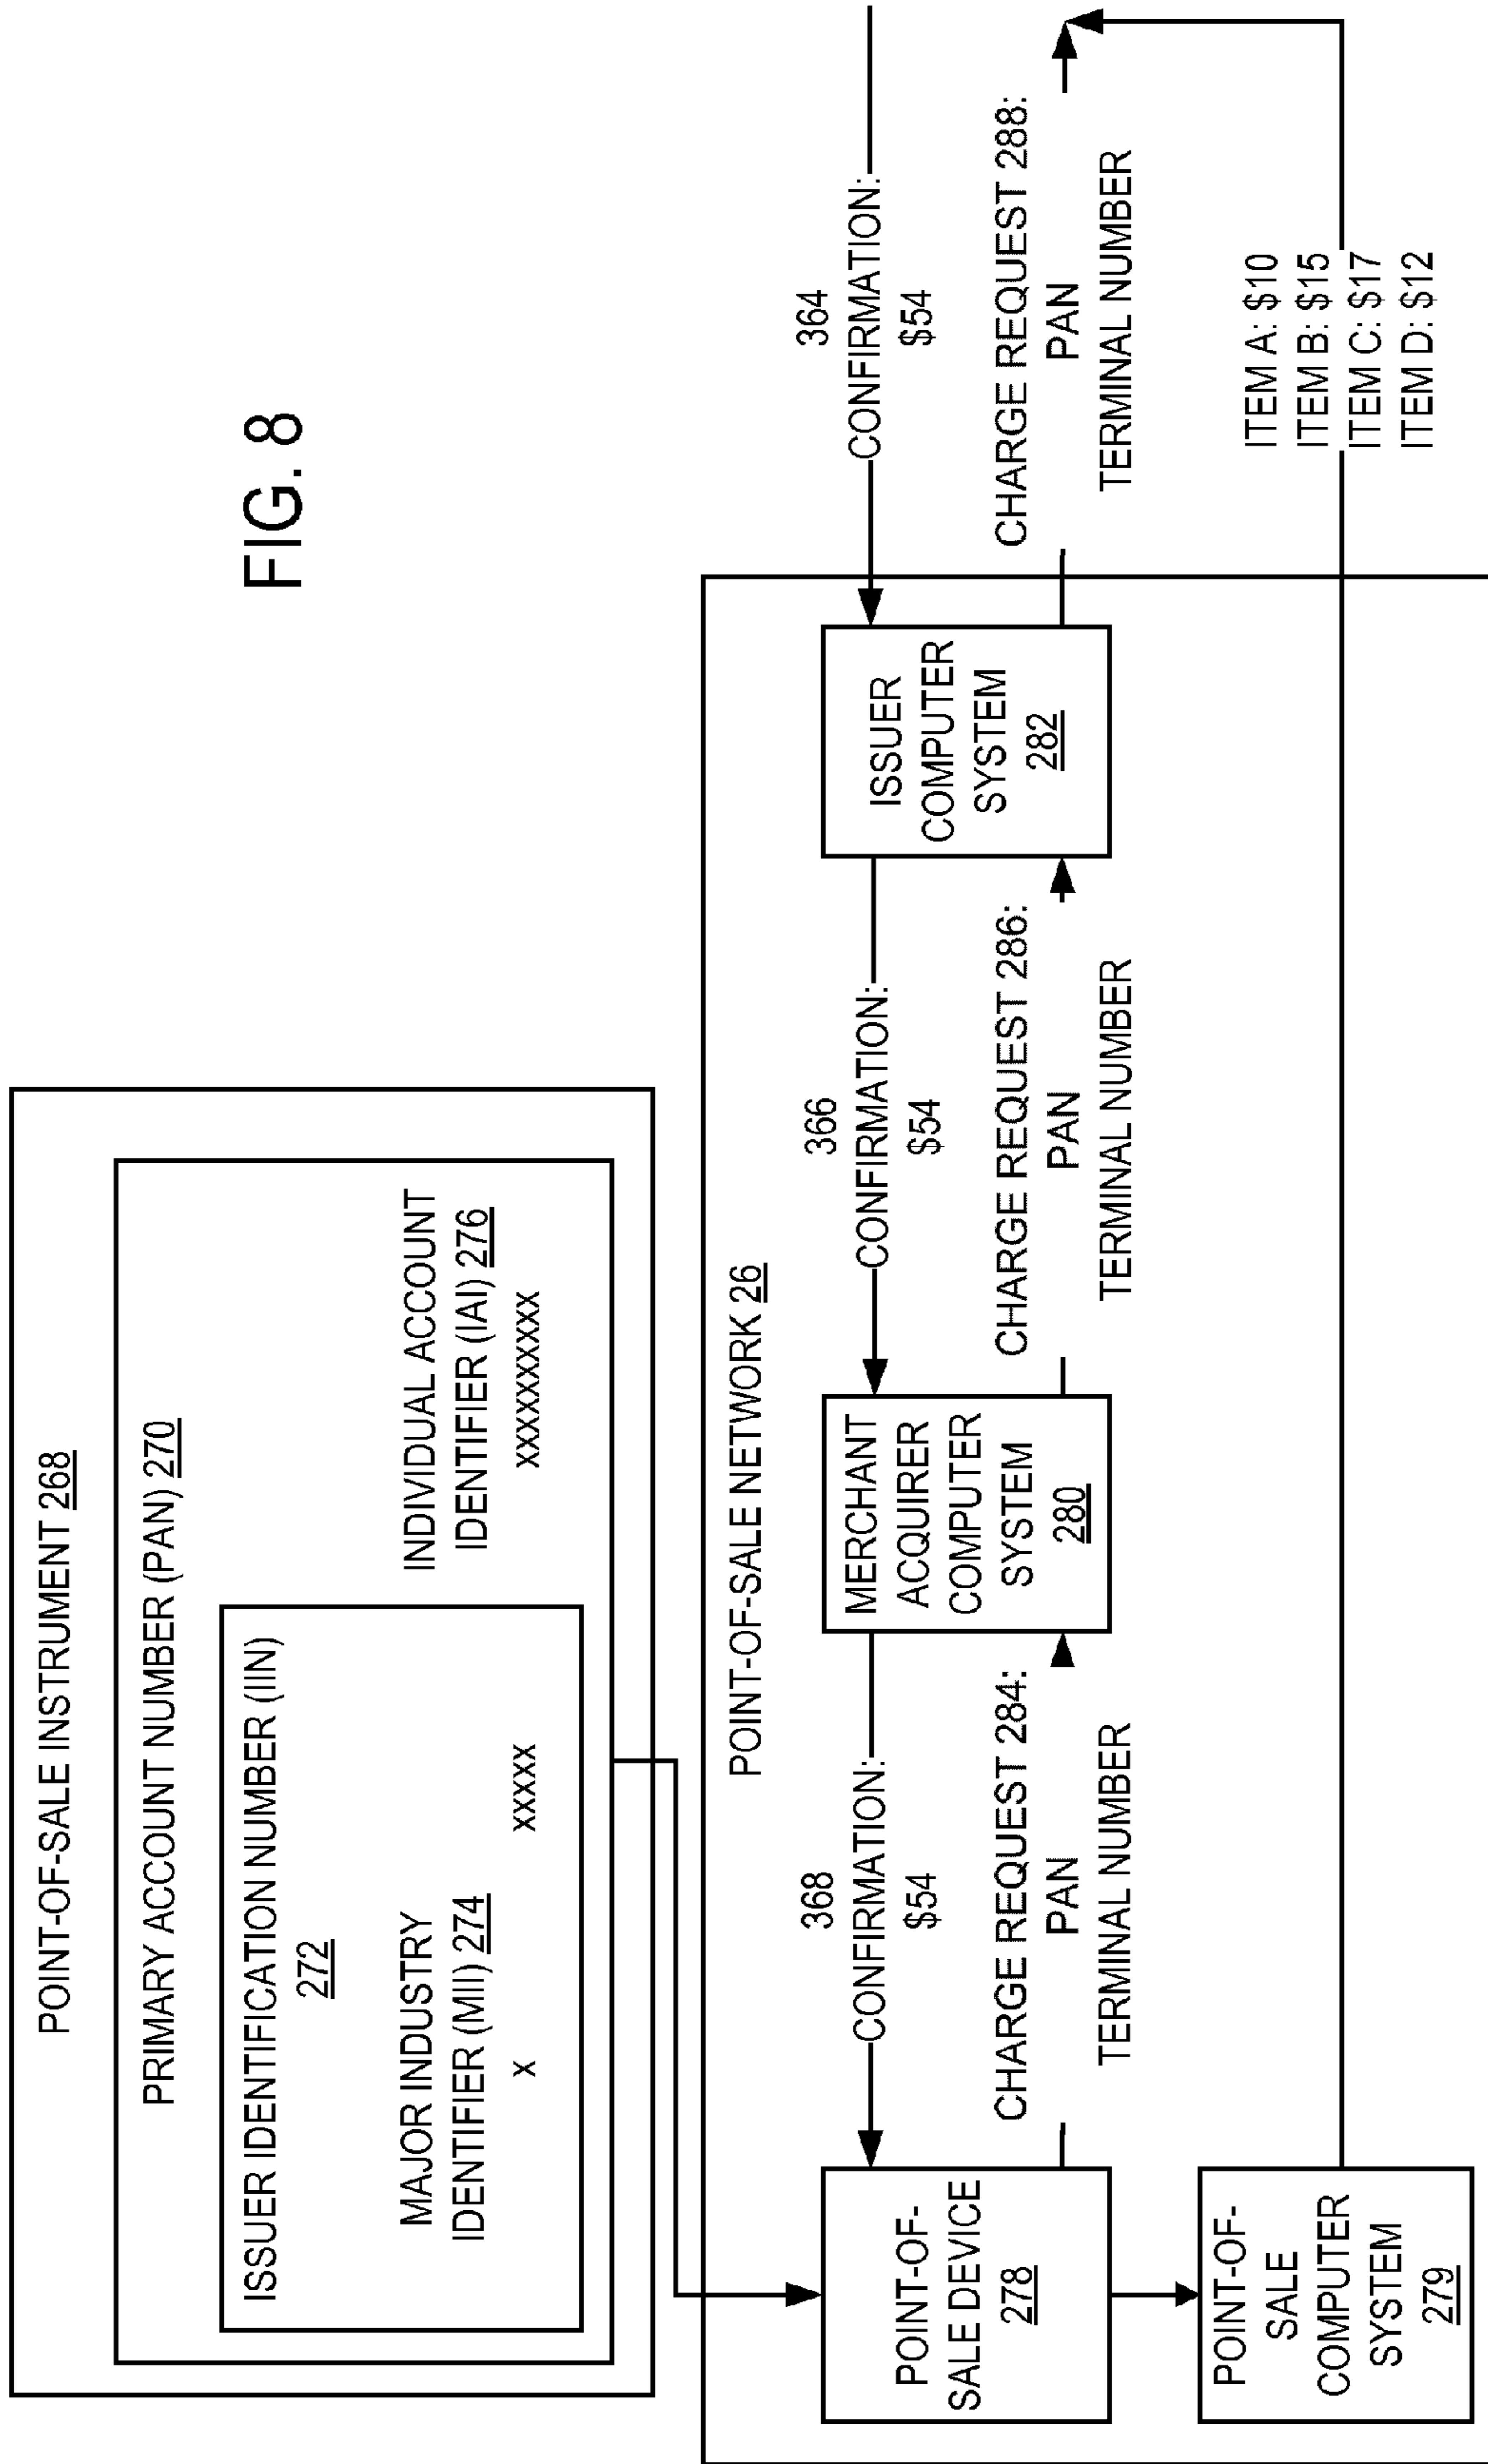 FIG. 8
POINT-OF-SALE INSTRUMENT 268
PRIMARY ACCOUNT NUMBER (PAN) 270
ISSUER IDENTIFICATION NUMBER (IIN)
272
MAJOR INDUSTRY
IDENTIFIER (MII) 274
x
xxxxx
INDIVIDUAL ACCOUNT
IDENTIFIER (IAI) 276
xxxxxxxxx
POINT-OF-SALE NETWORK 26
POINT-OF-
SALE DEVICE
278
368
CONFIRMATION:
$54
CHARGE REQUEST 284:
PAN
TERMINAL NUMBER
MERCHANT
ACQUIRER
COMPUTER
SYSTEM
280
366
CONFIRMATION:
$54
CHARGE REQUEST 286:
PAN
TERMINAL NUMBER
ISSUER
COMPUTER
SYSTEM
282
364
CONFIRMATION:
$54
CHARGE REQUEST 288:
PAN
TERMINAL NUMBER
POINT-OF-
SALE
COMPUTER
SYSTEM
279
ITEM A: $10
ITEM B: $15
ITEM C: $17
ITEM D: $12